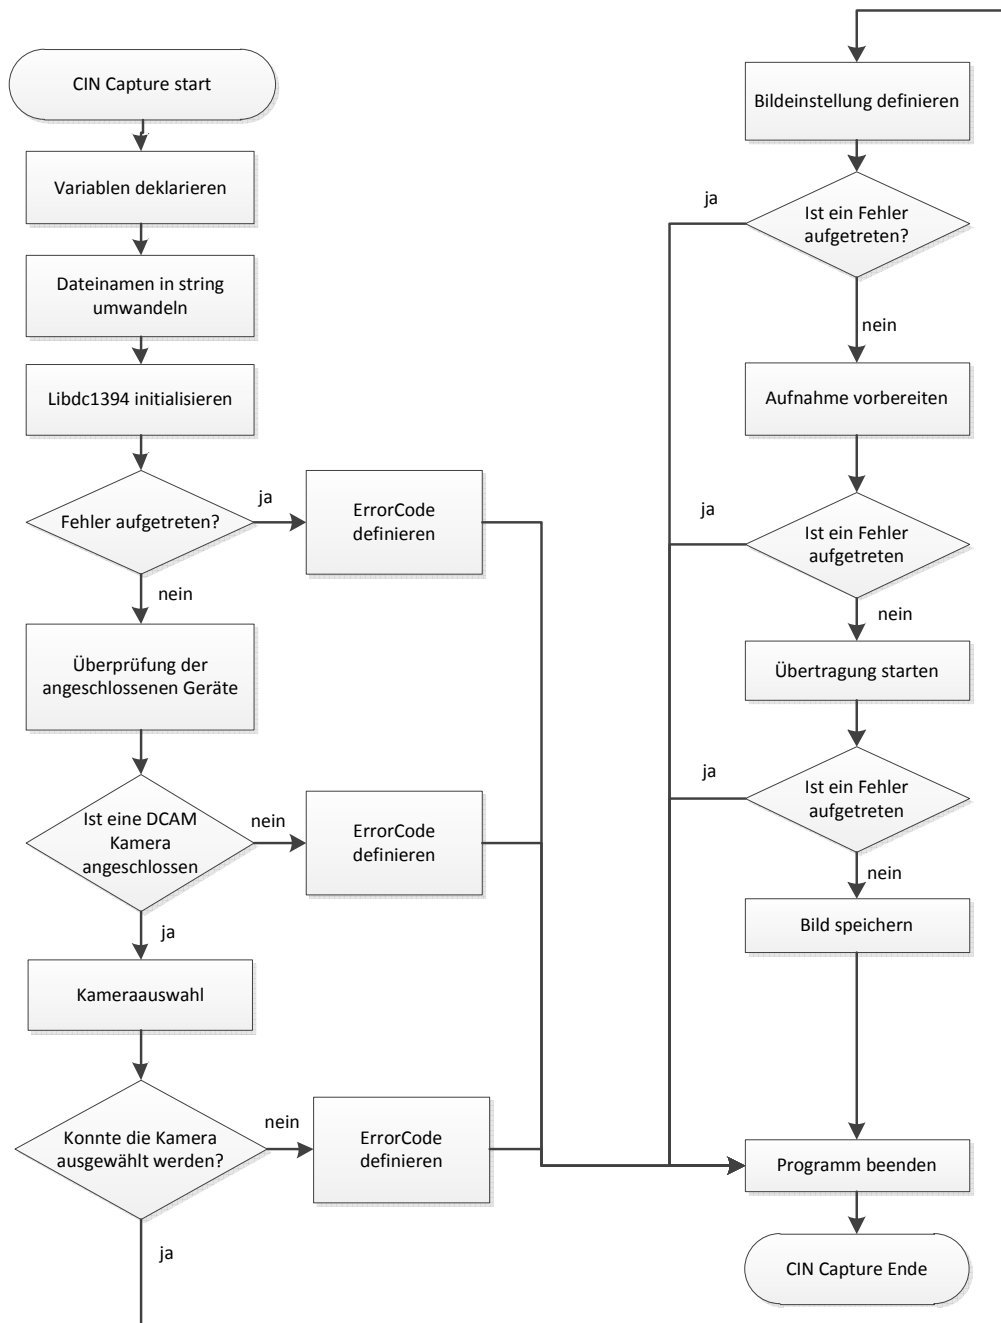 CIN Capture start
Variablen deklarieren
Dateinamen in string
umwandeln
Libdc1394 initialisieren
Fehler aufgetreten?
ja
ErrorCode
definieren
nein
Überprüfung der
angeschlossenen Geräte
Ist eine DCAM
Kamera
angeschlossen
nein
ErrorCode
definieren
ja
Kameraauswahl
Konnte die Kamera
ausgewählt werden?
nein
ErrorCode
definieren
ja
Bildeinstellung definieren
Ist ein Fehler
aufgetreten?
ja
nein
Aufnahme vorbereiten
Ist ein Fehler
aufgetreten
ja
nein
Übertragung starten
Ist ein Fehler
aufgetreten
ja
nein
Bild speichern
Programm beenden
CIN Capture Ende